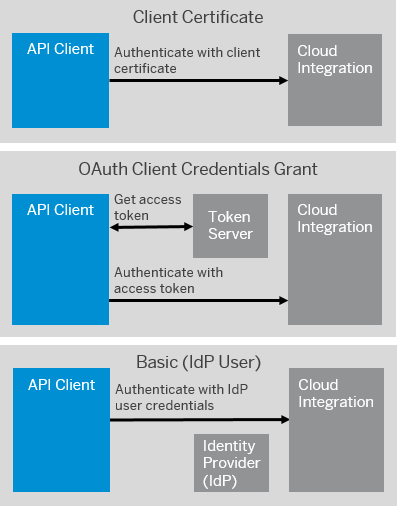 Client Certificate
API Client
Authenticate with client
certificate
Cloud
Integration
OAuth Client Credentials Grant
API Client
Get access
token
Token
Server
Cloud
Integration
Authenticate with
access token
Basic (IdP User)
API Client
Authenticate with IdP
user credentials
Cloud
Integration
Identity
Provider
(IdP)